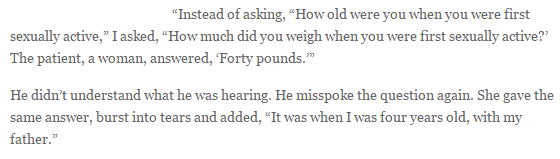 “Instead of asking, “How old were you when you were first
sexually active,” I asked, “How much did you weigh when you were first sexually active?’
The patient, a woman, answered, ‘Forty pounds.’”
He didn’t understand what he was hearing. He misspoke the question again. She gave the
same answer, burst into tears and added, “It was when I was four years old, with my
father.”